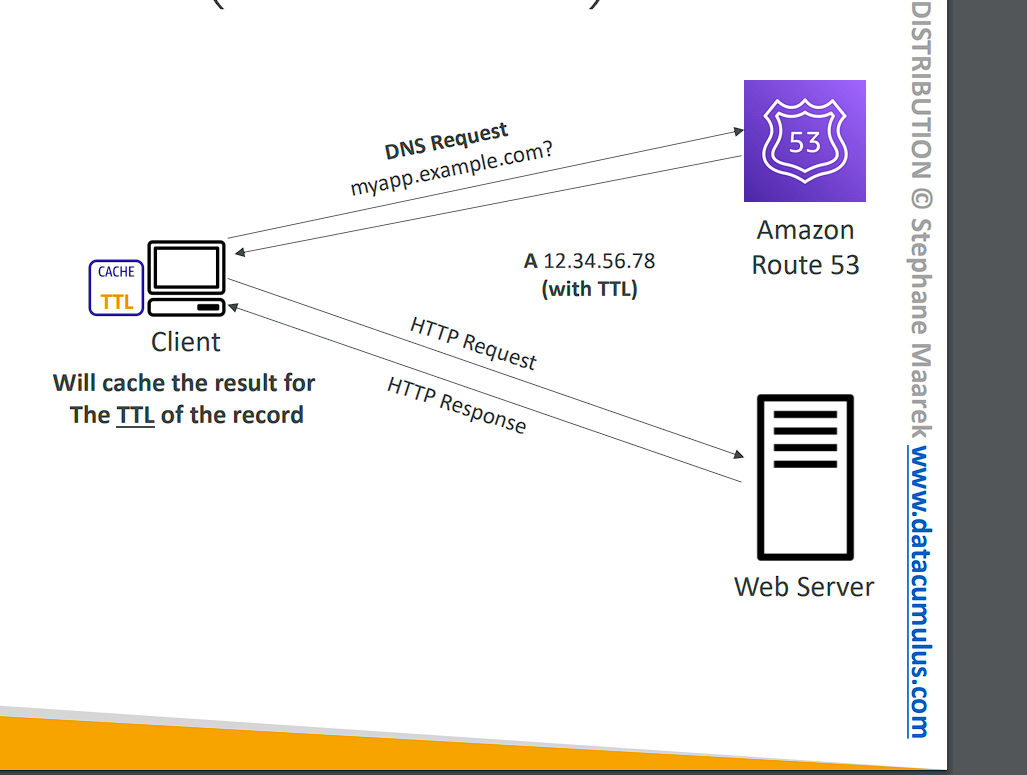 DNS Request
myapp.example.com?
53
Amazon
Route 53
A 12.34.56.78
(with TTL)
CACHE
TTL
Client
Will cache the result for
The TTL of the record
HTTP Request
HTTP Response
Web Server
DISTRIBUTION © Stephane Maarek www.datacumulus.com